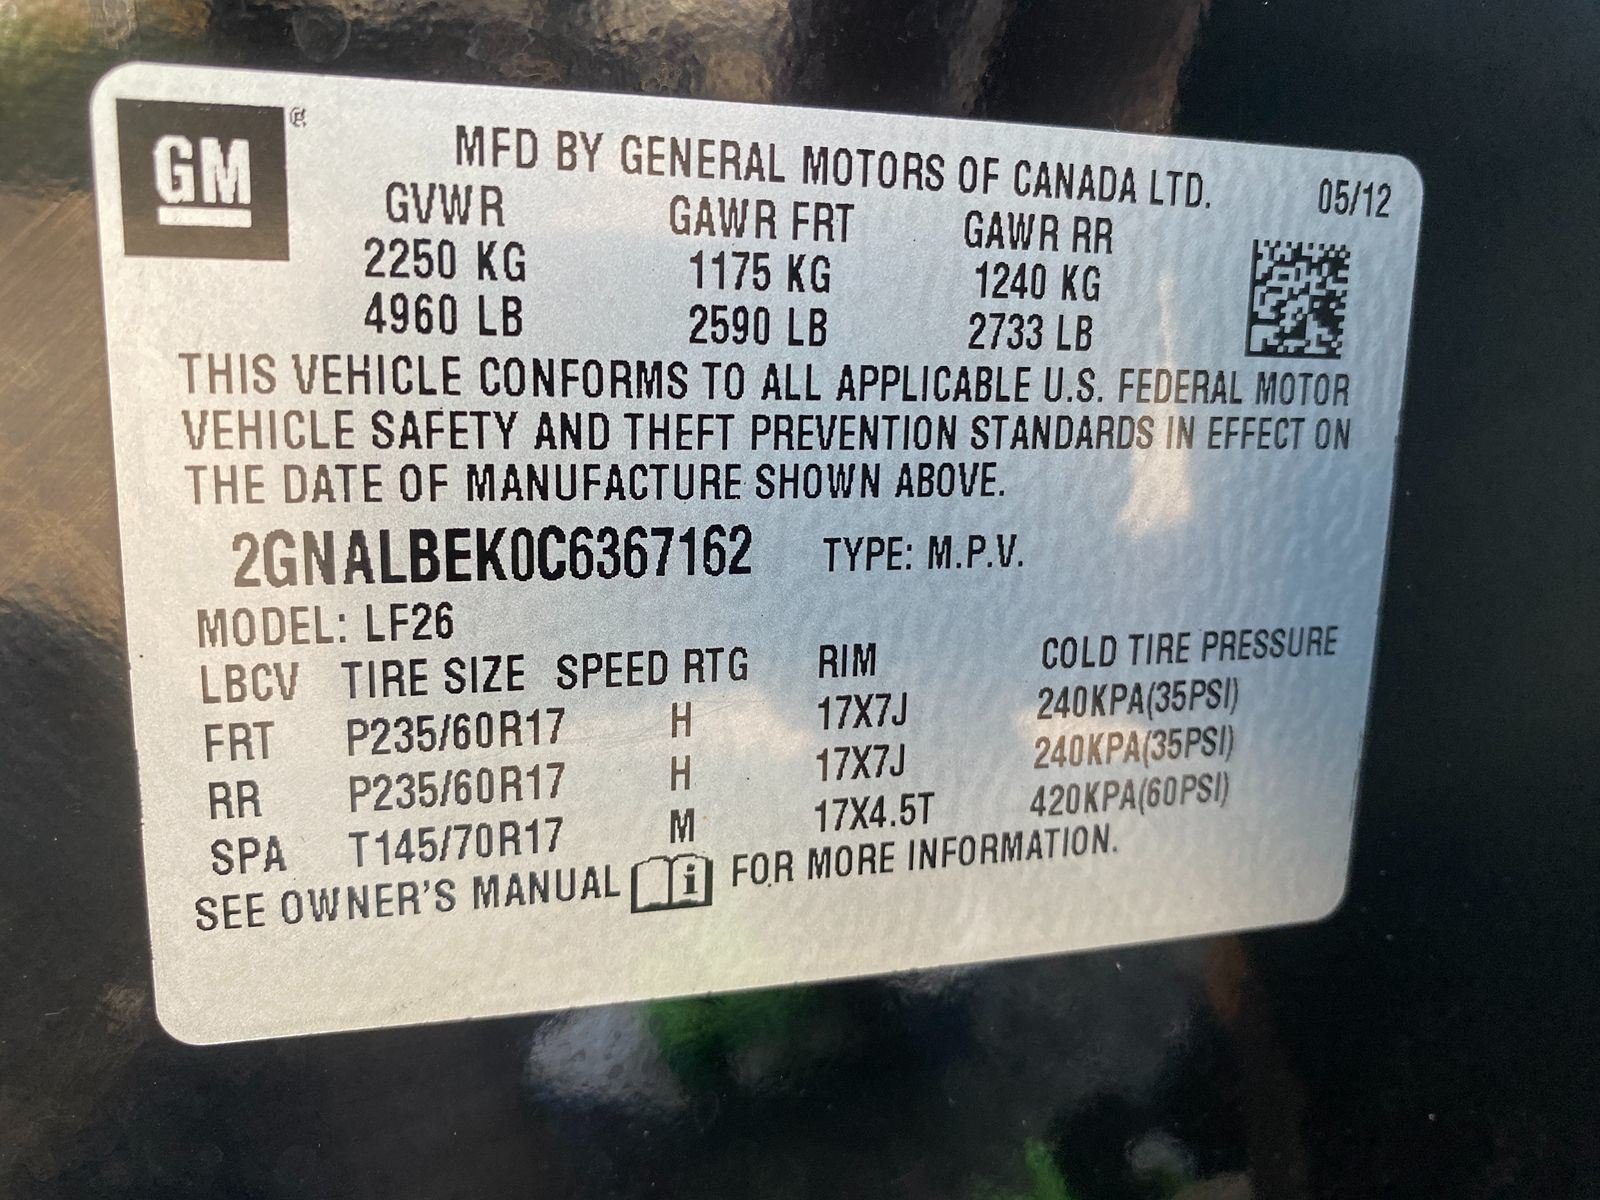 GM®
MFD BY GENERAL MOTORS OF CANADA LTD. 05/12
GVWR GAWR FRT GAWR RR
2250 KG 1175 KG 1240 KG
4960 LB 2590 LB 2733 LB
THIS VEHICLE CONFORMS TO ALL APPLICABLE U.S. FEDERAL MOTOR
VEHICLE SAFETY AND THEFT PREVENTION STANDARDS IN EFFECT ON
THE DATE OF MANUFACTURE SHOWN ABOVE.
2GNALBEK0C6367162 TYPE: M.P.V.
MODEL: LF26
LBCV TIRE SIZE SPEED RTG RIM COLD TIRE PRESSURE
FRT P235/60R17 H 17X7J 240KPA(35PSI)
RR P235/60R17 H 17X7J 240KPA(35PSI)
SPA T145/70R17 M 17X4.5T 420KPA(60PSI)
SEE OWNER'S MANUAL i FOR MORE INFORMATION.